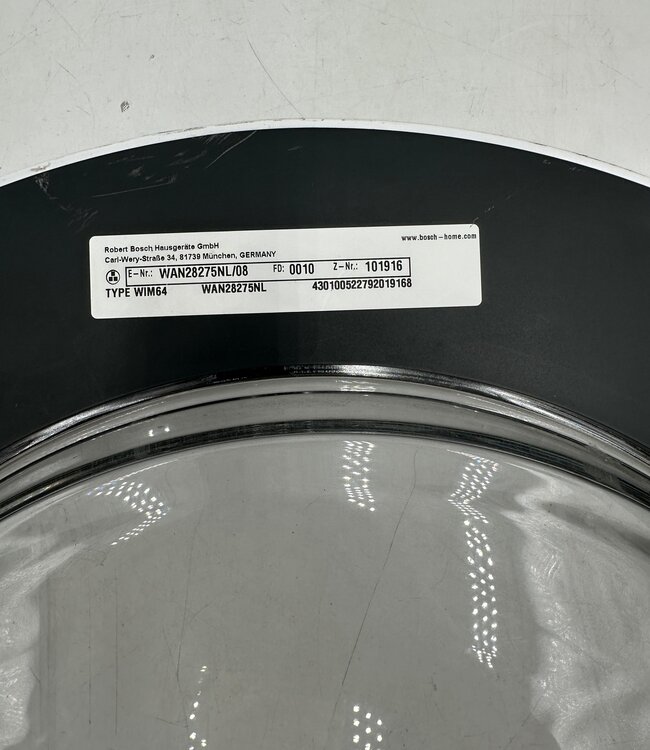 Robert Bosch Hausgeräte GmbH
www.bosch-home.com
Carl-Wery-Straße 34, 81739 München, GERMANY
E-Nr.: WAN28275NL/08 FD: 0010 Z-Nr.: 101916
TYPE WIM64 WAN28275NL 430100522792019168